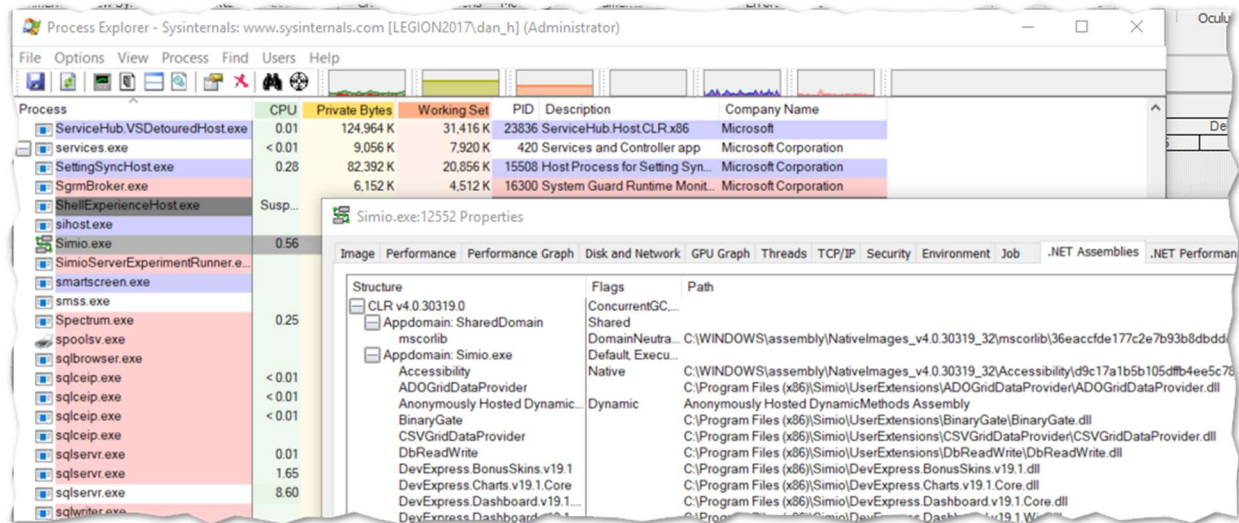 Oculu
Process Explorer - Sysinternals: www.sysinternals.com [LEGION2017\dan_h] (Administrator)
File Options View Process Find Users Help
Process CPU Private Bytes Working Set PID Description Company Name
De
ServiceHub.VSDetouredHost.exe 0.01 124,964 K 31,416 K 23836 ServiceHub.Host.CLR.x86 Microsoft
services.exe < 0.01 9,056 K 7,920 K 420 Services and Controller app Microsoft Corporation
SettingSyncHost.exe 0.28 82,392 K 20,856 K 15508 Host Process for Setting Syn... Microsoft Corporation
SgrmBroker.exe 6,152 K 4,512 K 16300 System Guard Runtime Monit... Microsoft Corporation
ShellExperienceHost.exe Susp...
sihost.exe
Simio.exe 0.56
SimioServerExperimentRunner.e...
smartscreen.exe
smss.exe
Spectrum.exe 0.25
spoolsv.exe
sqlbrowser.exe
sqlceip.exe < 0.01
sqlceip.exe < 0.01
sqlceip.exe < 0.01
sqlceip.exe
sqlservr.exe 0.01
sqlservr.exe 1.65
sqlservr.exe 8.60
sqlwriter.exe
Simio.exe:12552 Properties
Image Performance Performance Graph Disk and Network GPU Graph Threads TCP/IP Security Environment Job .NET Assemblies .NET Performan
Structure Flags Path
CLR v4.0.30319.0 ConcurrentGC,...
Appdomain: SharedDomain Shared
mscorlib DomainNeutra... C:\WINDOWS\assembly\NativeImages_v4.0.30319_32\mscorlib\36eaccfde177c2e7b93b8dbdd
Appdomain: Simio.exe Default, Execu...
Accessibility Native C:\WINDOWS\assembly\NativeImages_v4.0.30319_32\Accessibility\d9c17a1b5b105dffb4ee5c78
ADOGridDataProvider C:\Program Files (x86)\Simio\UserExtensions\ADOGridDataProvider\ADOGridDataProvider.dll
Anonymously Hosted Dynamic... Dynamic Anonymously Hosted DynamicMethods Assembly
BinaryGate C:\Program Files (x86)\Simio\UserExtensions\BinaryGate\BinaryGate.dll
CSVGridDataProvider C:\Program Files (x86)\Simio\UserExtensions\CSVGridDataProvider\CSVGridDataProvider.dll
DbReadWrite C:\Program Files (x86)\Simio\UserExtensions\DbReadWrite\DbReadWrite.dll
DevExpress.BonusSkins.v19.1 C:\Program Files (x86)\Simio\DevExpress.BonusSkins.v19.1.dll
DevExpress.Charts.v19.1.Core C:\Program Files (x86)\Simio\DevExpress.Charts.v19.1.Core.dll
DevExpress.Dashboard.v19.1.... C:\Program Files (x86)\Simio\DevExpress.Dashboard.v19.1.Core.dll